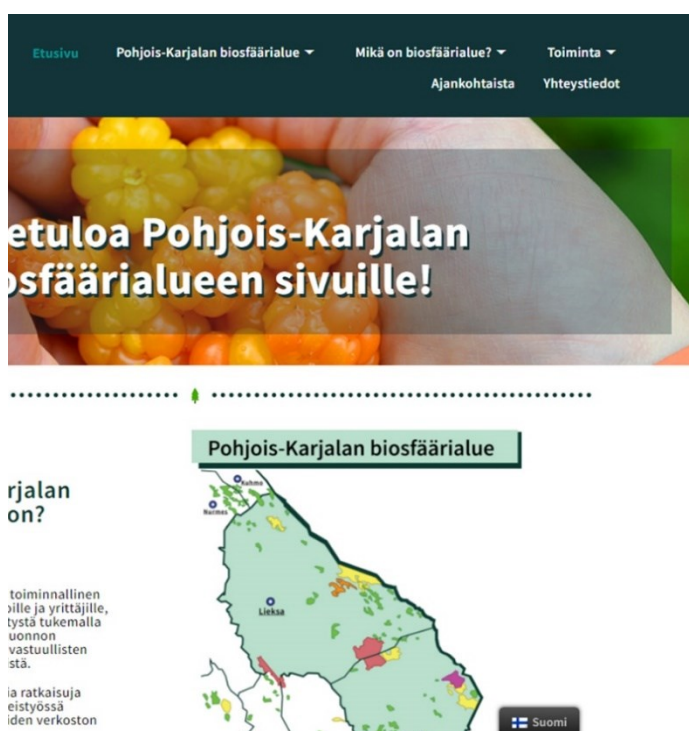 Etusivu Pohjois-Karjalan biosfäärialue Mikä on biosfäärialue? Toiminta
Ajankohtaista Yhteystiedot
etuloa Pohjois-Karjalan
osfäärialueen sivuille!
Pohjois-Karjalan biosfäärialue
rjalan
on?
Kuhmo
Nurmes
Lieksa
toiminnallinen
oille ja yrittäjille,
tystä tukemalla
uonnon
vastuullisten
istä.
ia ratkaisuja
eistyössä
iden verkoston
Suomi